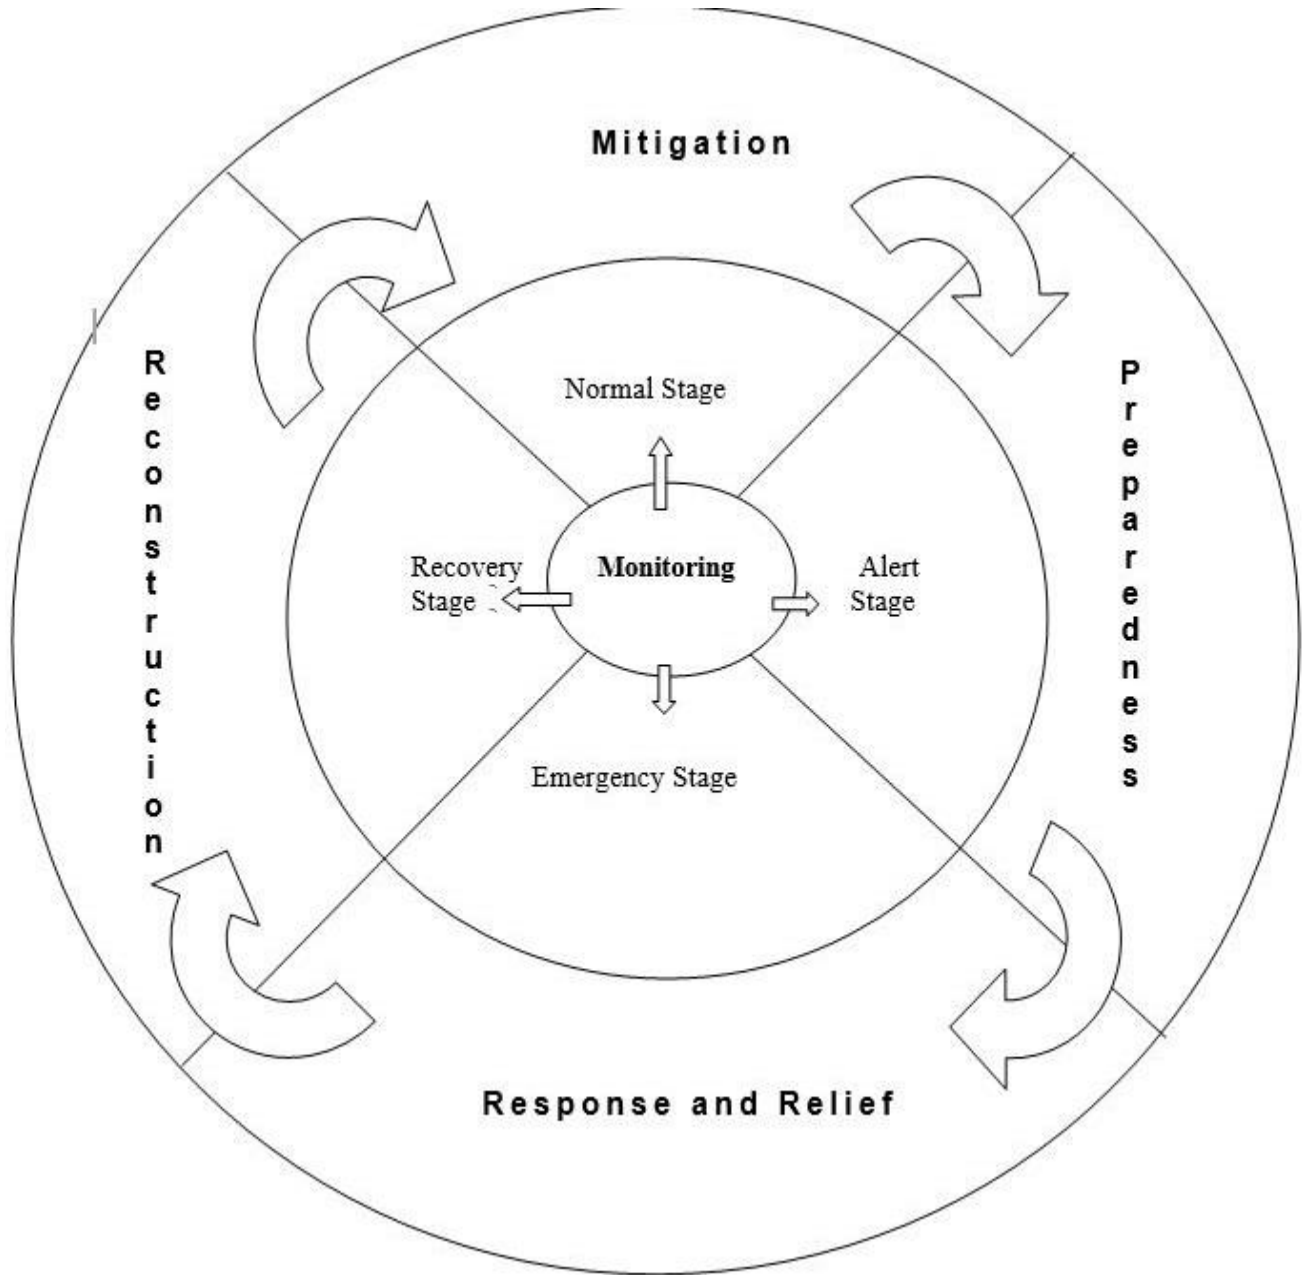 Mitigation
Normal Stage
Reconstruction
Preparedness
Recovery
Stage
Monitoring
Alert
Stage
Emergency Stage
Response and Relief